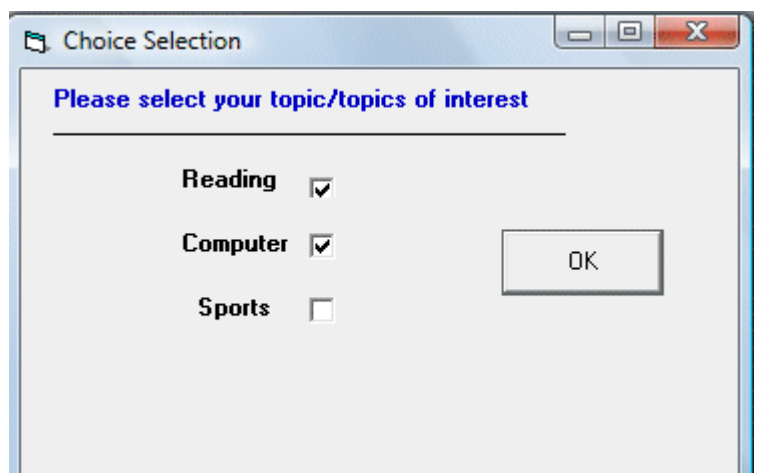 Choice Selection
Please select your topic/topics of interest
Reading
Computer
OK
Sports